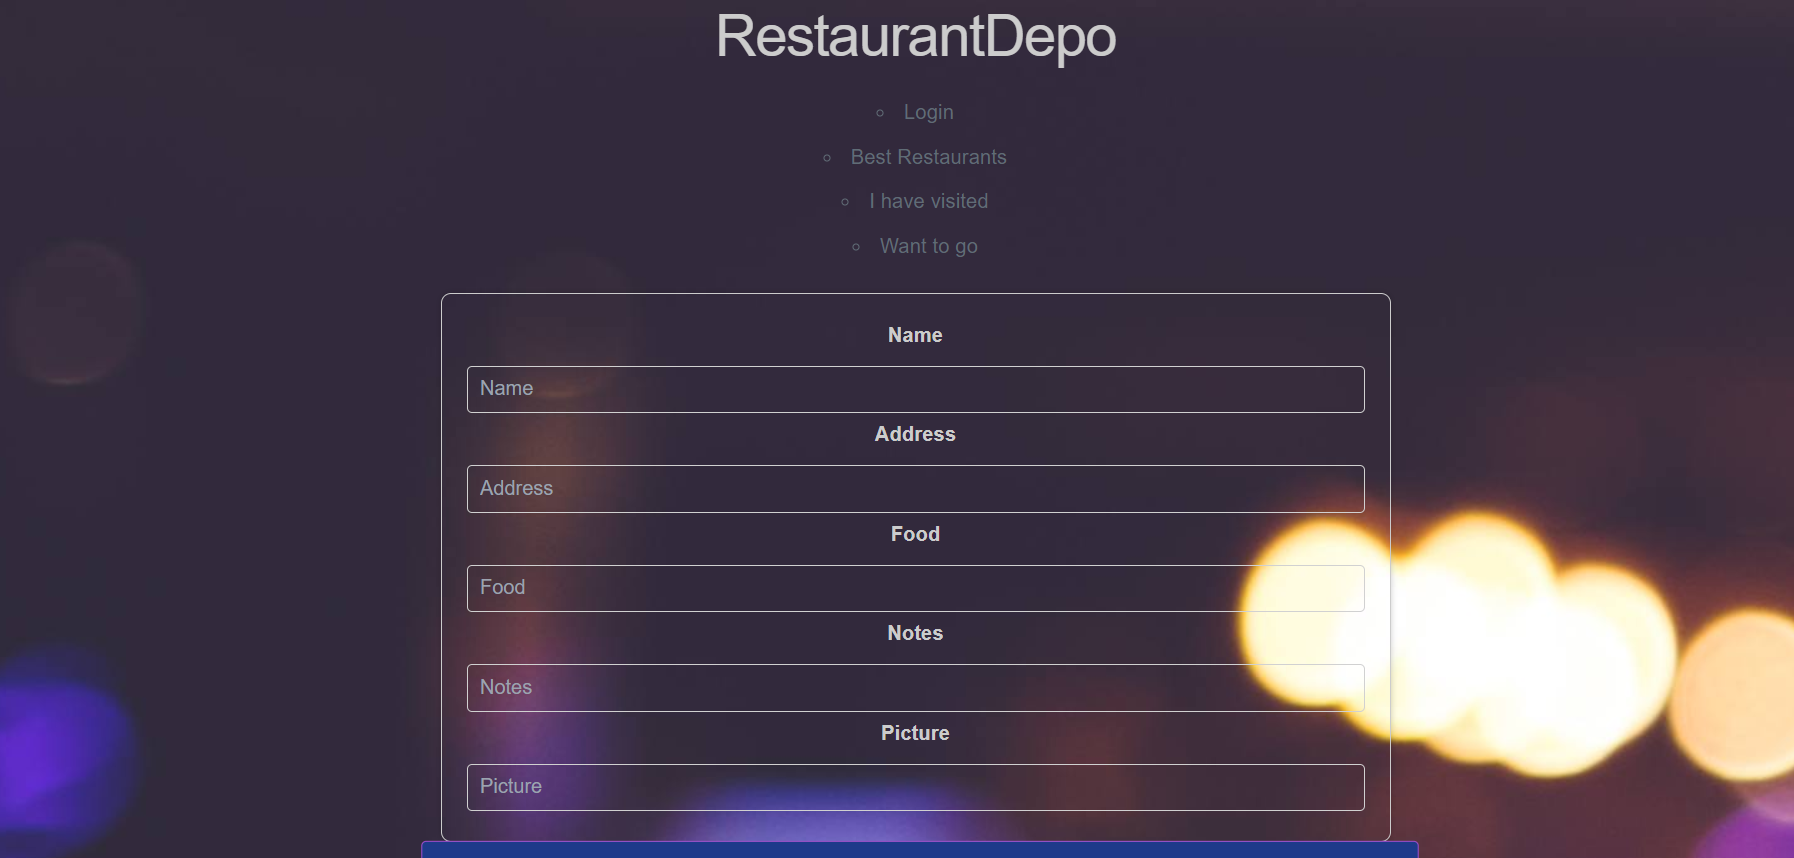 RestaurantDepo
Login
Best Restaurants
I have visited
Want to go
Name
Name
Address
Address
Food
Food
Notes
Notes
Picture
Picture